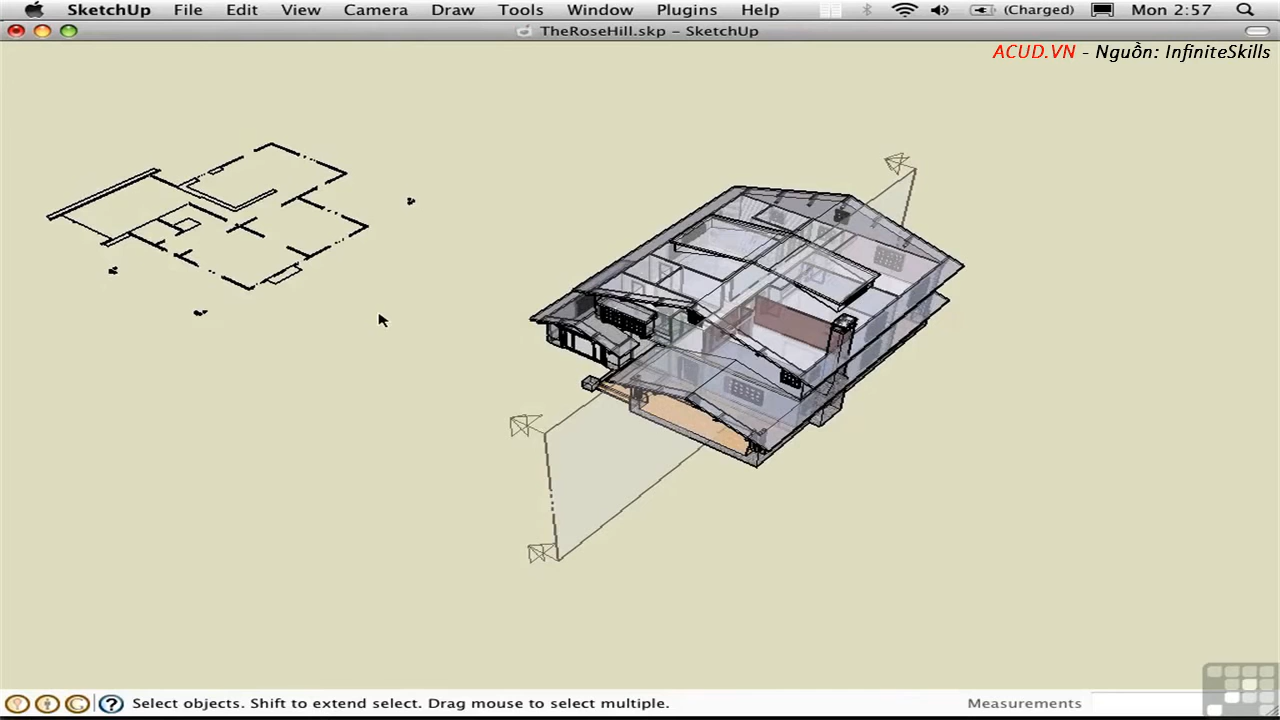 SketchUp File Edit View Camera Draw Tools Window Plugins Help (Charged) Mon 2:57
TheRoseHill.skp – SketchUp
ACUD.VN - Nguồn: InfiniteSkills
Select objects. Shift to extend select. Drag mouse to select multiple. Measurements